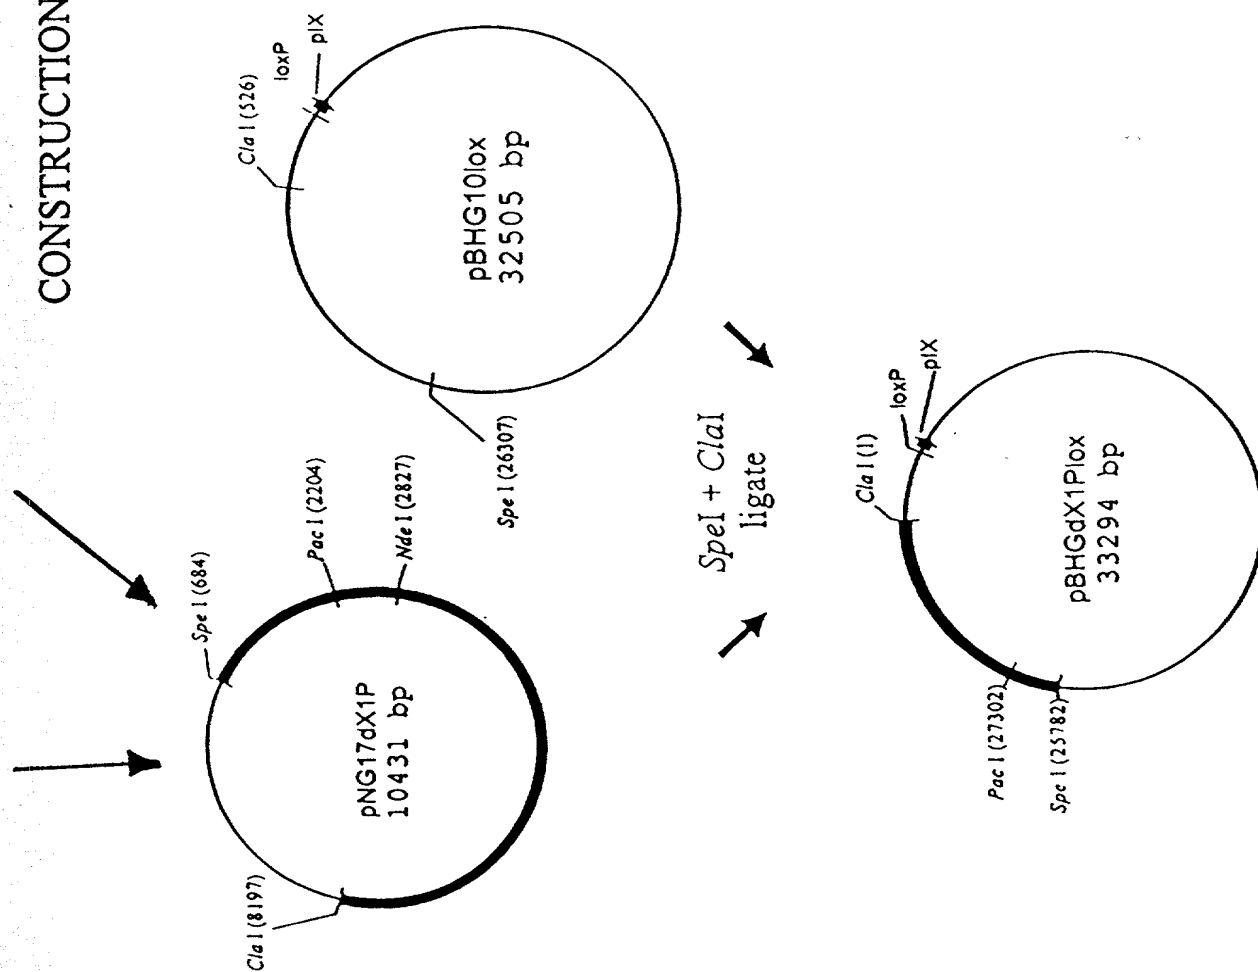 CONSTRUCTION
Spe I (684)
Pac I (2204)
Nde I (2827)
Cla I (8197)
pNG17dX1P
10431 bp
Cla I (526)
loxP
pIX
Spe I (26307)
pBHG10lox
32505 bp
SpeI + ClaI
ligate
Cla I (1)
loxP
pIX
Pac I (27302)
Spe I (25782)
pBHGdX1Plox
33294 bp